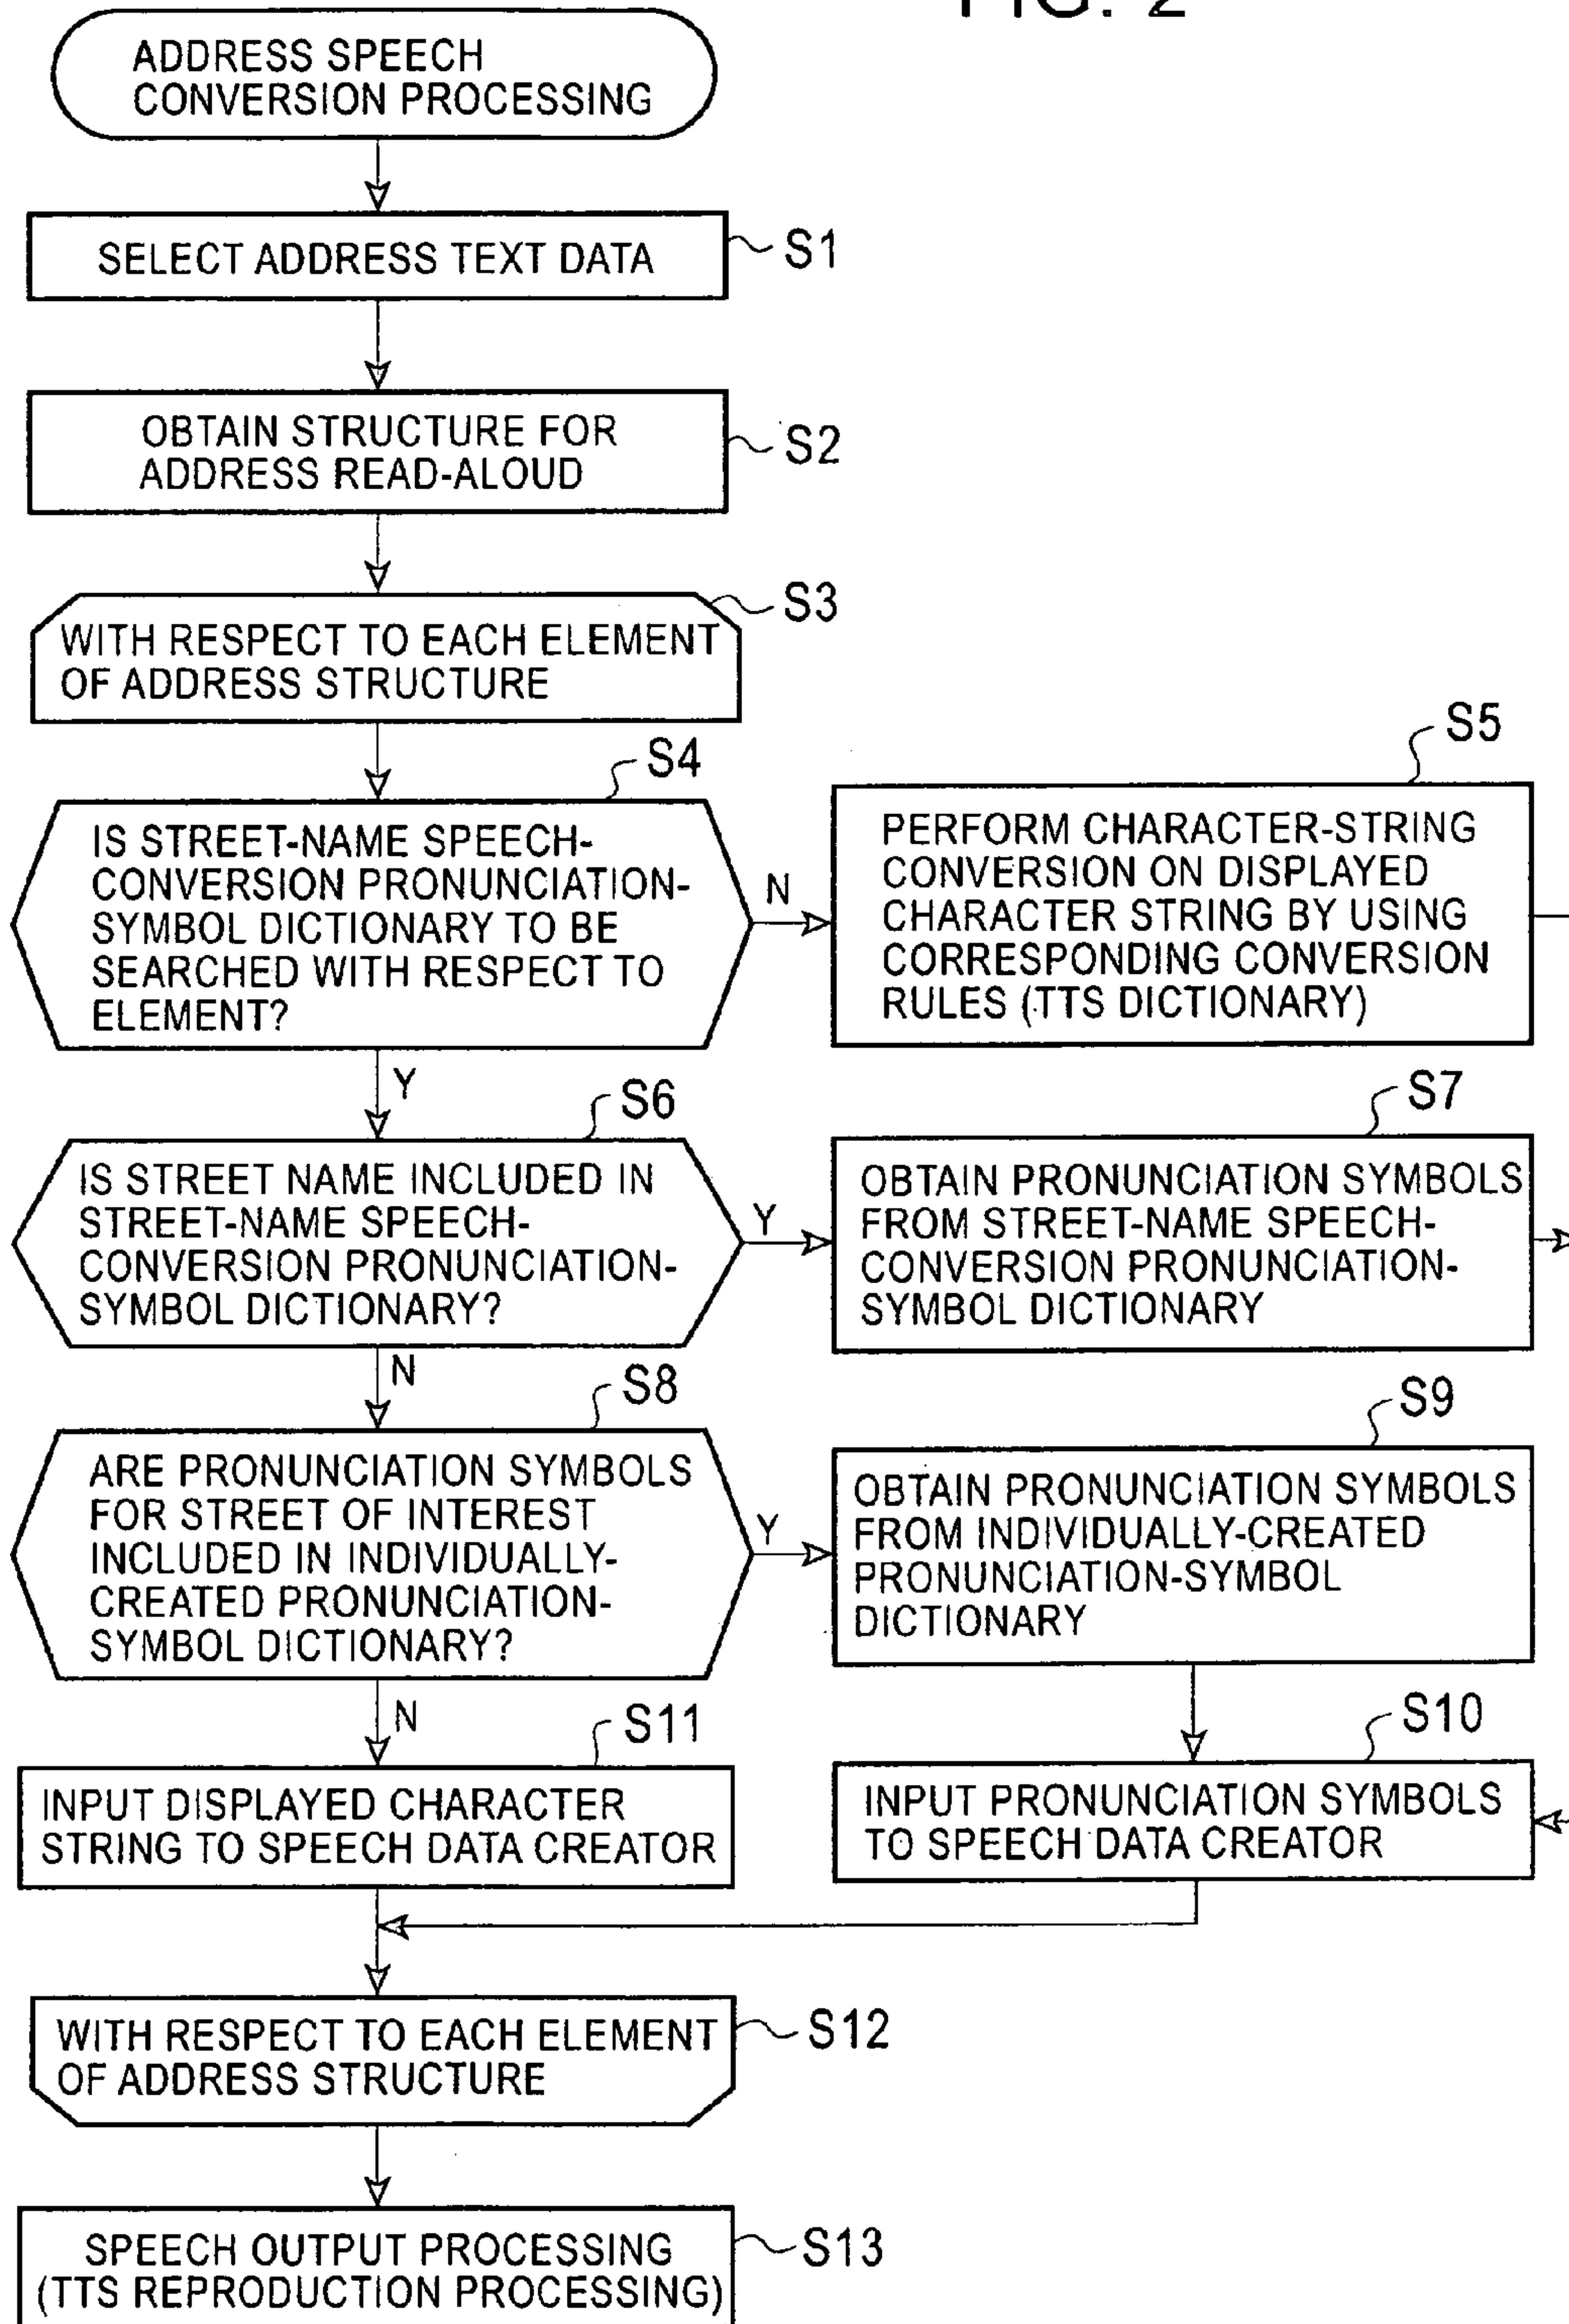 FIG. 2
ADDRESS SPEECH
CONVERSION PROCESSING
SELECT ADDRESS TEXT DATA
S1
OBTAIN STRUCTURE FOR
ADDRESS READ-ALOUD
S2
S3
WITH RESPECT TO EACH ELEMENT
OF ADDRESS STRUCTURE
S4
IS STREET-NAME SPEECH-
CONVERSION PRONUNCIATION-
SYMBOL DICTIONARY TO BE
SEARCHED WITH RESPECT TO
ELEMENT?
N
Y
S5
PERFORM CHARACTER-STRING
CONVERSION ON DISPLAYED
CHARACTER STRING BY USING
CORRESPONDING CONVERSION
RULES (TTS DICTIONARY)
S6
IS STREET NAME INCLUDED IN
STREET-NAME SPEECH-
CONVERSION PRONUNCIATION-
SYMBOL DICTIONARY?
Y
N
S7
OBTAIN PRONUNCIATION SYMBOLS
FROM STREET-NAME SPEECH-
CONVERSION PRONUNCIATION-
SYMBOL DICTIONARY
S8
ARE PRONUNCIATION SYMBOLS
FOR STREET OF INTEREST
INCLUDED IN INDIVIDUALLY-
CREATED PRONUNCIATION-
SYMBOL DICTIONARY?
Y
N
S9
OBTAIN PRONUNCIATION SYMBOLS
FROM INDIVIDUALLY-CREATED
PRONUNCIATION-SYMBOL
DICTIONARY
S11
INPUT DISPLAYED CHARACTER
STRING TO SPEECH DATA CREATOR
S10
INPUT PRONUNCIATION SYMBOLS
TO SPEECH DATA CREATOR
WITH RESPECT TO EACH ELEMENT
OF ADDRESS STRUCTURE
S12
SPEECH OUTPUT PROCESSING
(TTS REPRODUCTION PROCESSING)
S13